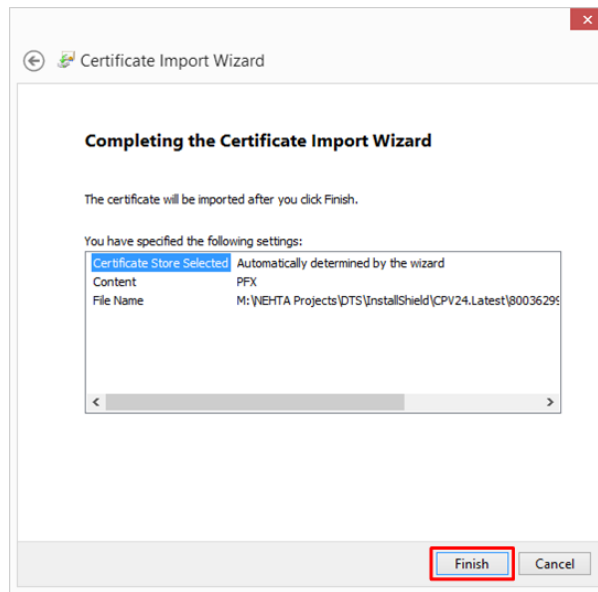 Certificate Import Wizard
Completing the Certificate Import Wizard
The certificate will be imported after you click Finish.
You have specified the following settings:
Certificate Store Selected Automatically determined by the wizard
Content PFX
File Name M:\NEHTA Projects\DTS\InstallShield\CPV24.Latest\80036299
Finish Cancel